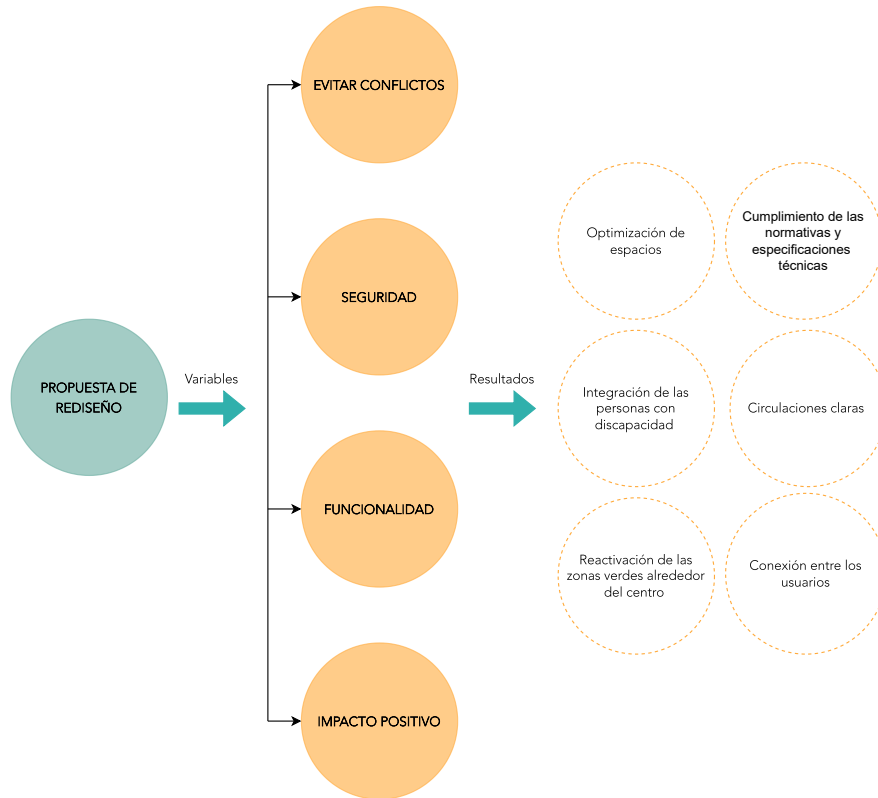 PROPUESTA DE
REDISEÑO
Variables
EVITAR CONFLICTOS
SEGURIDAD
FUNCIONALIDAD
IMPACTO POSITIVO
Resultados
Optimización de
espacios
Cumplimiento de las
normativas y
especificaciones
técnicas
Integración de las
personas con
discapacidad
Circulaciones claras
Reactivación de las
zonas verdes alrededor
del centro
Conexión entre los
usuarios